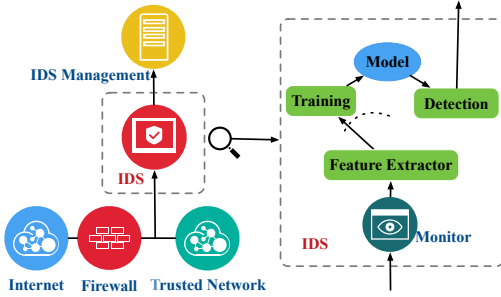 IDS Management
IDS
Internet
Firewall
Trusted Network
Model
Training
Detection
Feature Extractor
Monitor
IDS